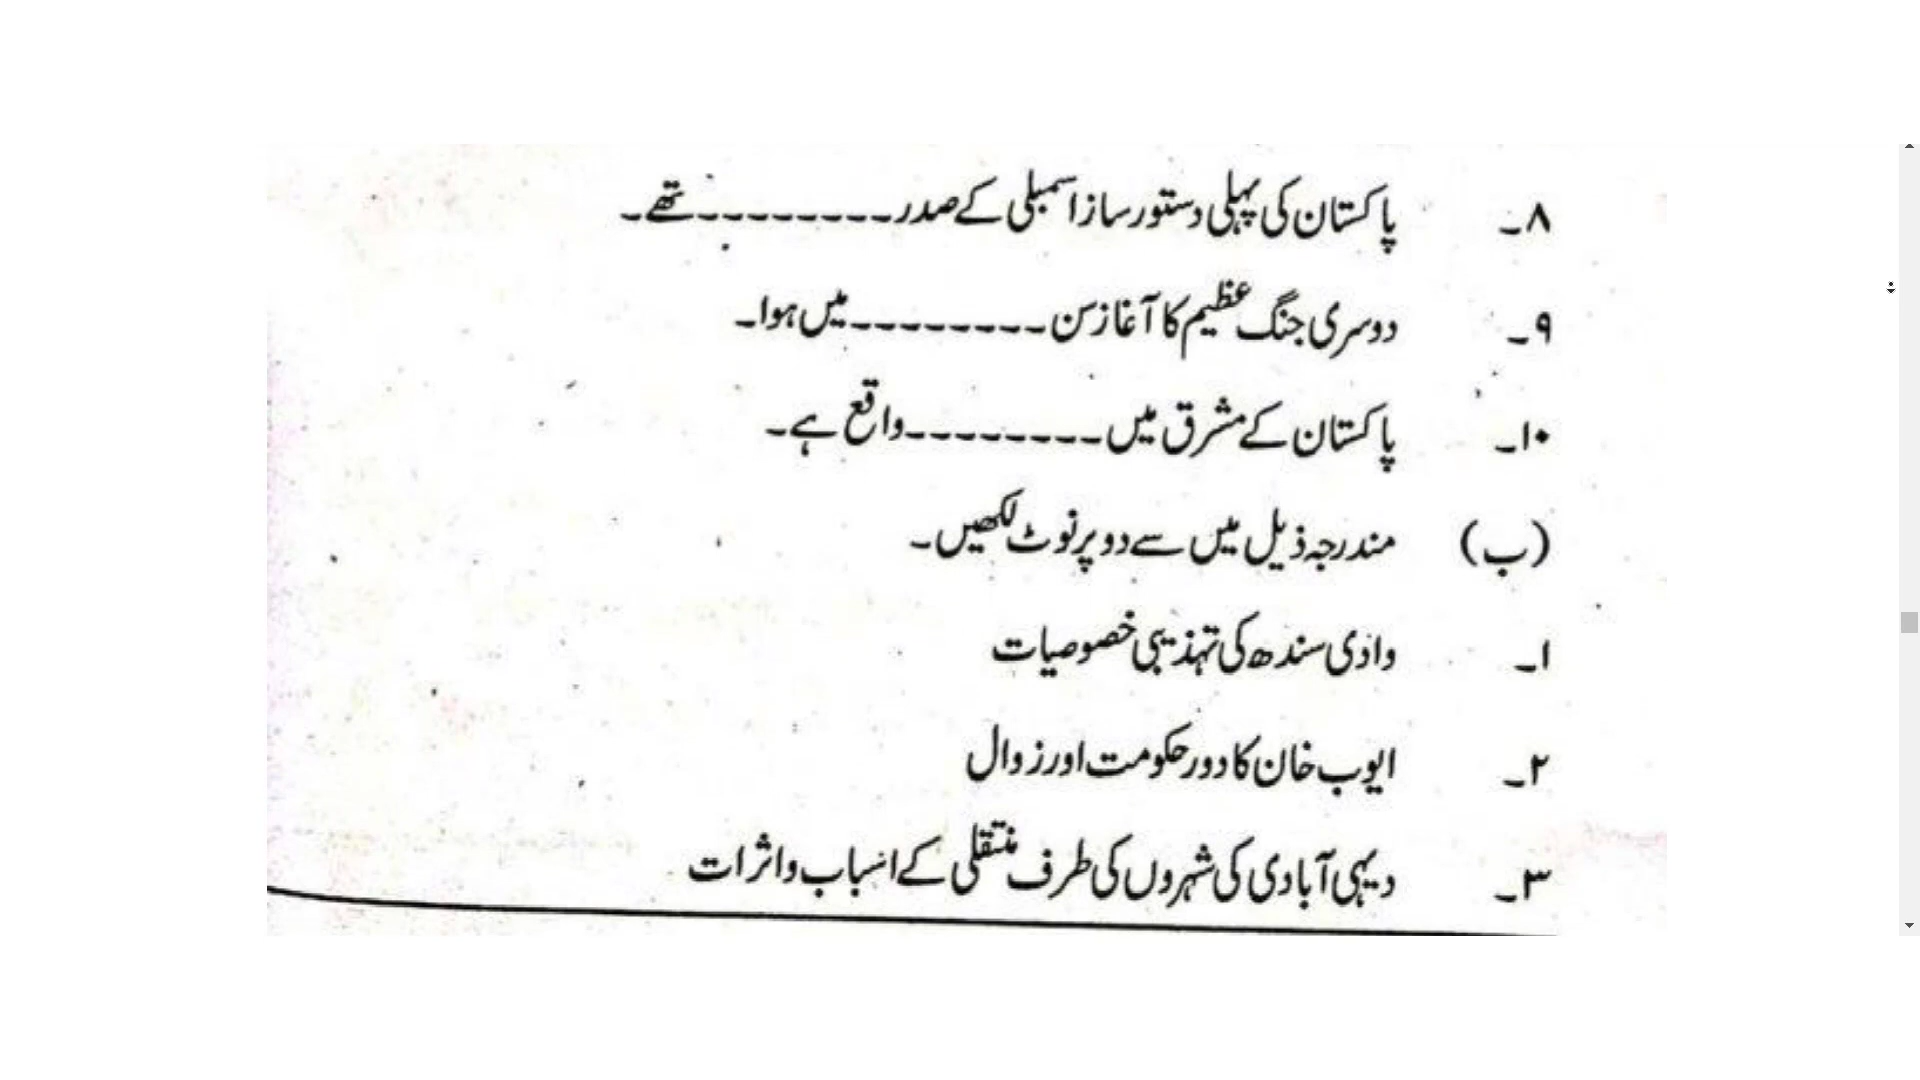 ۸۔ پاکستان کی پہلی دستور ساز اسمبلی کے صدر ـــــــــــــــــ تھے۔
۹۔ دوسری جنگ عظیم کا آغاز سن ـــــــــــــــــ میں ہوا۔
۱۰۔ پاکستان کے مشرق میں ـــــــــــــــــ واقع ہے۔
(ب) مندرجہ ذیل میں سے دو پر نوٹ لکھیں۔
۱۔ وادی سندھ کی تہذیبی خصوصیات
۲۔ ایوب خان کا دور حکومت اور زوال
۳۔ دیہی آبادی کی شہروں کی طرف منتقلی کے اسباب و اثرات